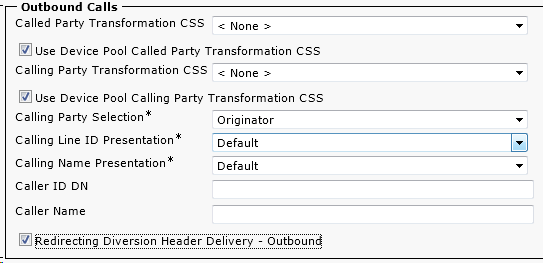 Outbound Calls
Called Party Transformation CSS < None >
Use Device Pool Called Party Transformation CSS
Calling Party Transformation CSS < None >
Use Device Pool Calling Party Transformation CSS
Calling Party Selection* Originator
Calling Line ID Presentation* Default
Calling Name Presentation* Default
Caller ID DN
Caller Name
Redirecting Diversion Header Delivery - Outbound